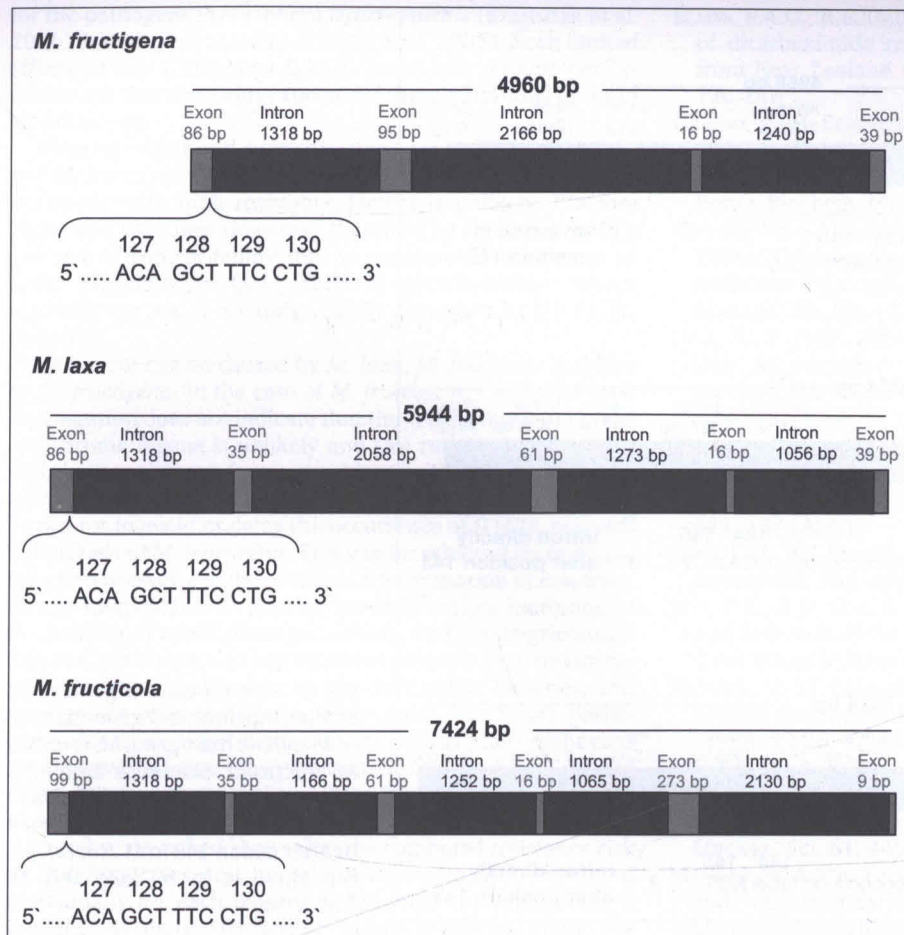 M. fructigena
4960 bp
Exon Intron Exon Intron Exon Intron Exon
86 bp 1318 bp 95 bp 2166 bp 16 bp 1240 bp 39 bp
127 128 129 130
5`..... ACA GCT TTC CTG ..... 3`
M. laxa
5944 bp
Exon Intron Exon Intron Exon Intron Exon Intron Exon
86 bp 1318 bp 35 bp 2058 bp 61 bp 1273 bp 16 bp 1056 bp 39 bp
127 128 129 130
5`.... ACA GCT TTC CTG .... 3`
M. fructicola
7424 bp
Exon Intron Exon Intron Exon Intron Exon Intron Exon Intron Exon
99 bp 1318 bp 35 bp 1166 bp 61 bp 1252 bp 16 bp 1065 bp 273 bp 2130 bp 9 bp
127 128 129 130
5`..... ACA GCT TTC CTG .... 3`